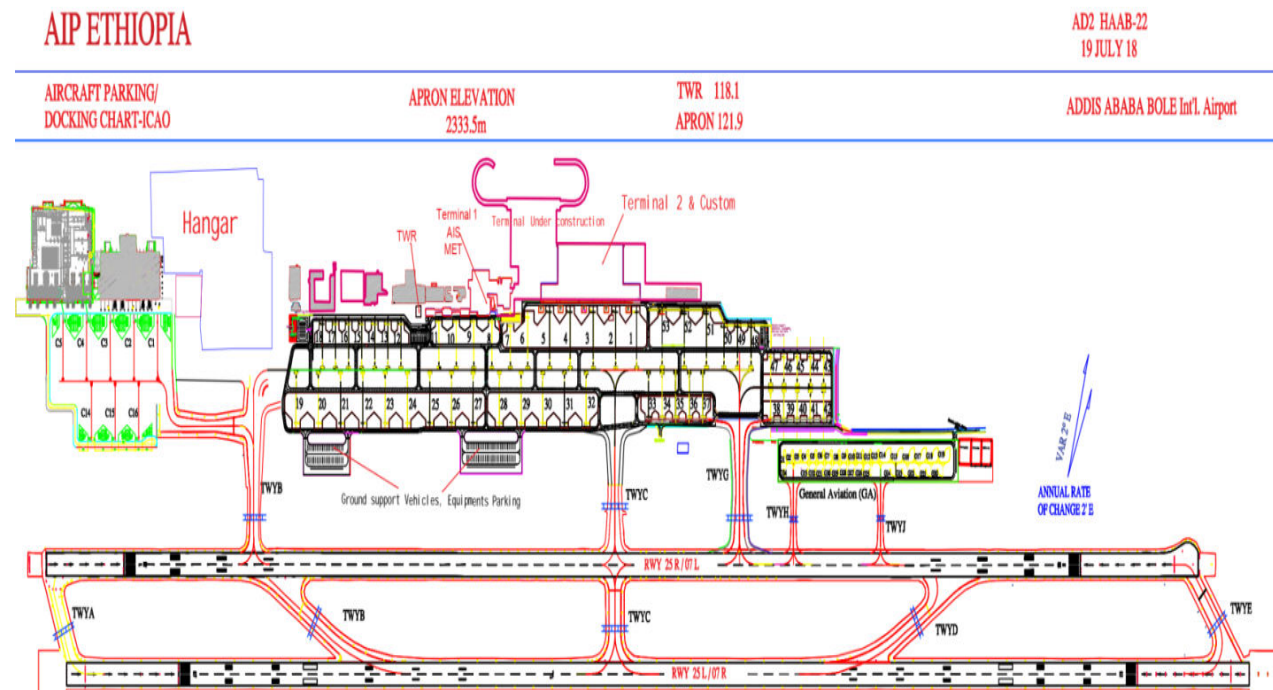 AIP ETHIOPIA
AD2 HAAB-22
19 JULY 18
AIRCRAFT PARKING/
DOCKING CHART-ICAO
APRON ELEVATION
2333.5m
TWR 118.1
APRON 121.9
ADDIS ABABA BOLE Int'l. Airport
Hangar
TWR
Terminal 1
AIS
MET
Terminal Under construction
Terminal 2 & Custom
C5 C4 C3 C2 C1
C14 C15 C16
17 16 15 14 13 12
10 9 8 7 6 5 4 3 2 1
53 52 51 50 49
47 46 45 44 43
38 39 40 41 42
19 20 21 22 23 24 25 26 27 28 29 30 31 32
33 34 35 36 37
Ground support Vehicles, Equipments Parking
General Aviation (GA)
TWYB
TWYC
TWYG
TWYH
TWYJ
VAR 2° E
ANNUAL RATE
OF CHANGE 2' E
RWY 25 R / 07 L
TWYA
TWYB
TWYC
TWYD
TWYE
RWY 25 L / 07 R